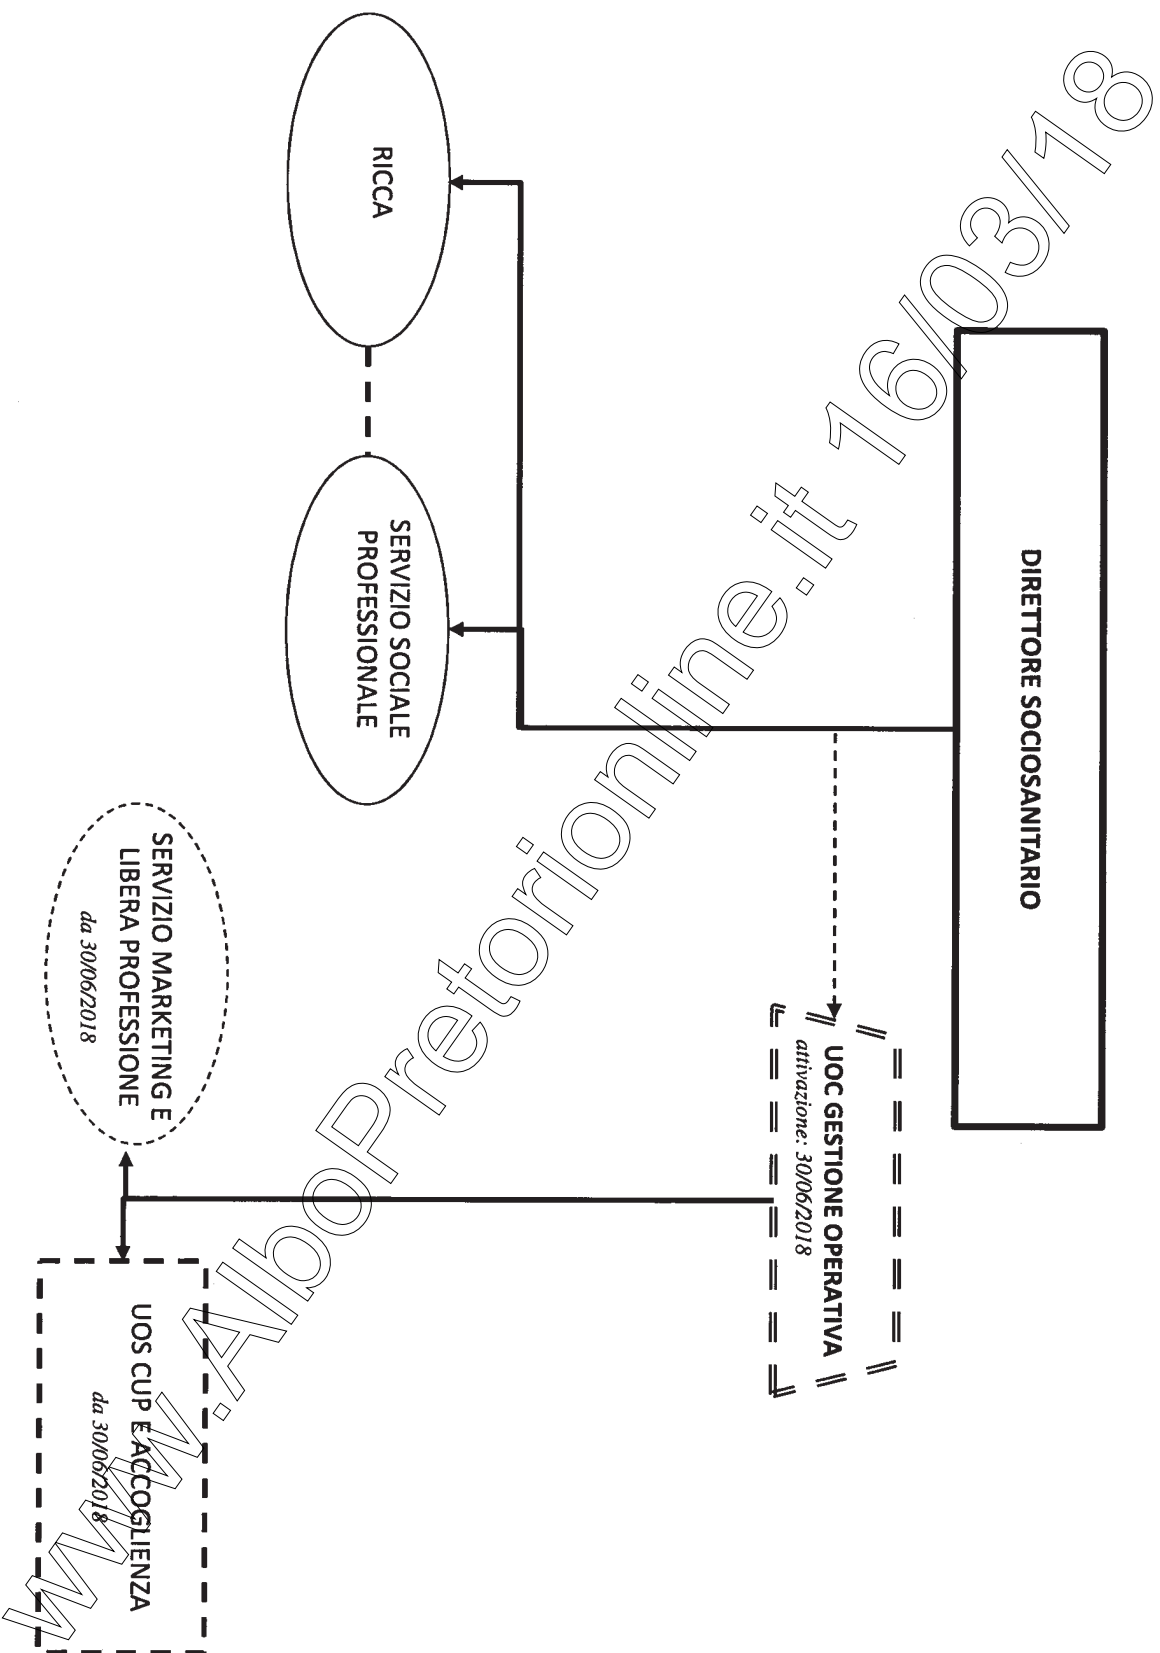 DIRETTORE SOCIOSANITARIO
UOC GESTIONE OPERATIVA
attivazione: 30/06/2018
RICCA
SERVIZIO SOCIALE
PROFESSIONALE
SERVIZIO MARKETING E
LIBERA PROFESSIONE
da 30/06/2018
UOS CUP E ACCOGLIENZA
da 30/06/2018
www.AlboPretorionline.it 16/03/18